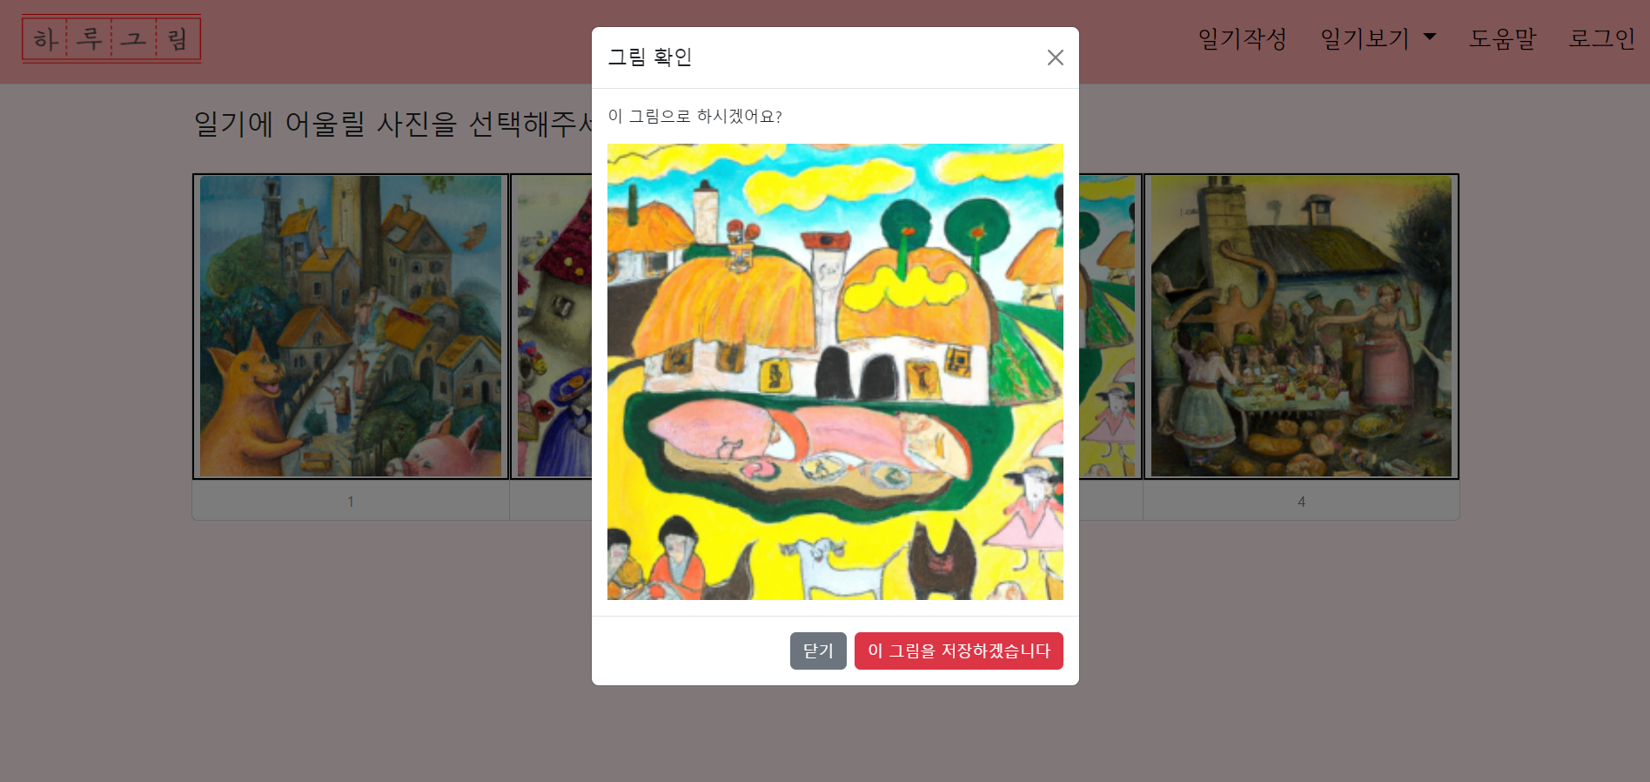 하루그림
일기작성 일기보기 도움말 로그인
일기에 어울릴 사진을 선택해주
그림 확인
이 그림으로 하시겠어요?
닫기 이 그림을 저장하겠습니다
1
4